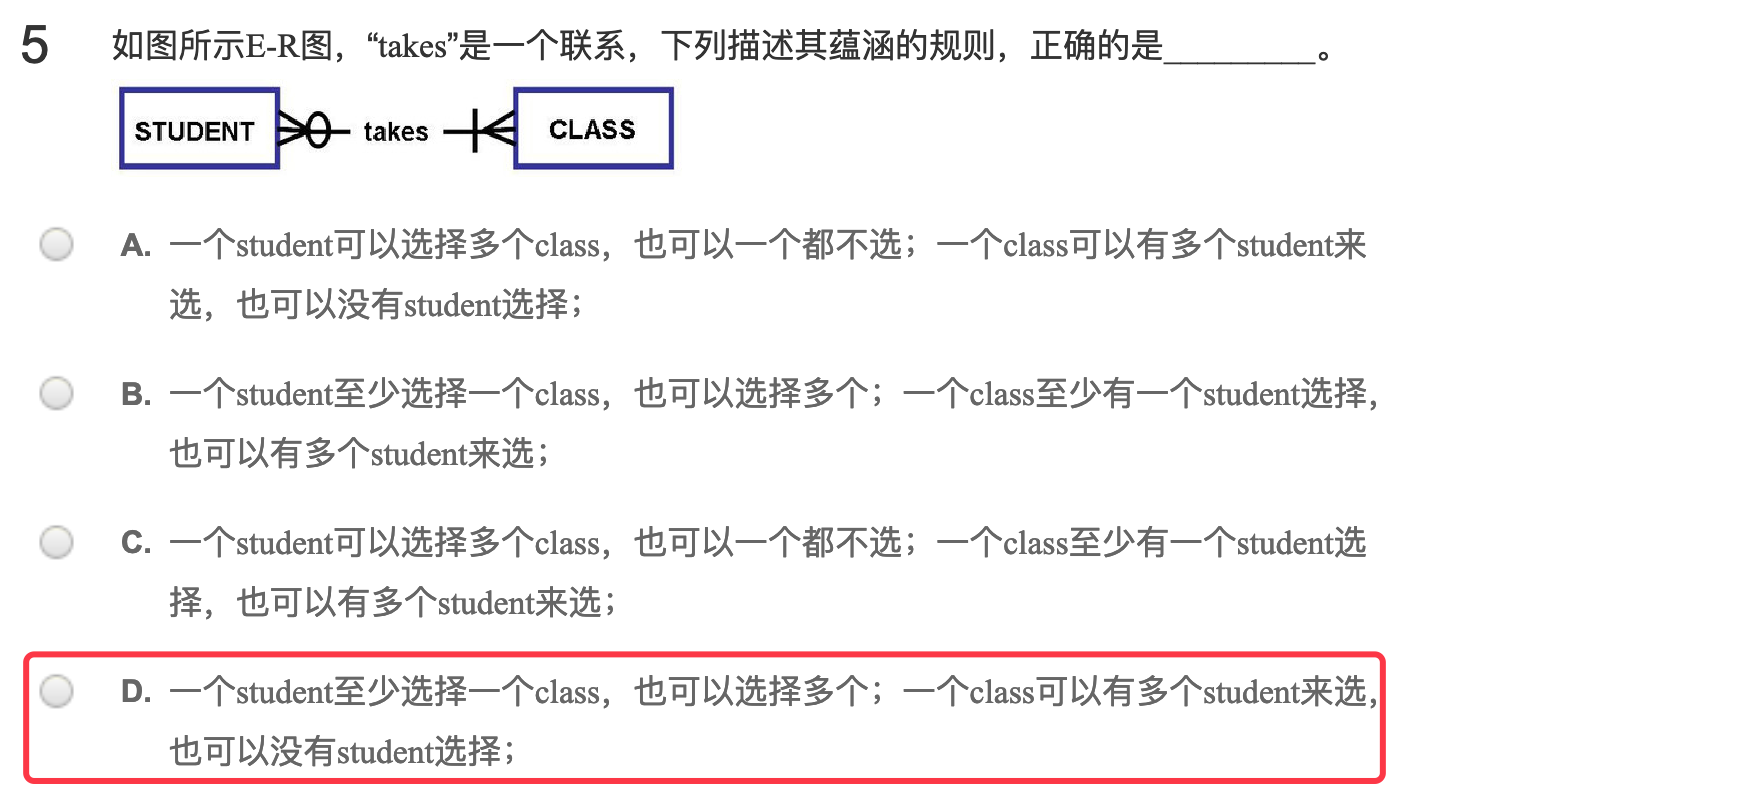 5 如图所示E-R图，“takes”是一个联系，下列描述其蕴涵的规则，正确的是_________。
STUDENT takes CLASS
A. 一个student可以选择多个class，也可以一个都不选；一个class可以有多个student来
选，也可以没有student选择；
B. 一个student至少选择一个class，也可以选择多个；一个class至少有一个student选择，
也可以有多个student来选；
C. 一个student可以选择多个class，也可以一个都不选；一个class至少有一个student选
择，也可以有多个student来选；
D. 一个student至少选择一个class，也可以选择多个；一个class可以有多个student来选，
也可以没有student选择；